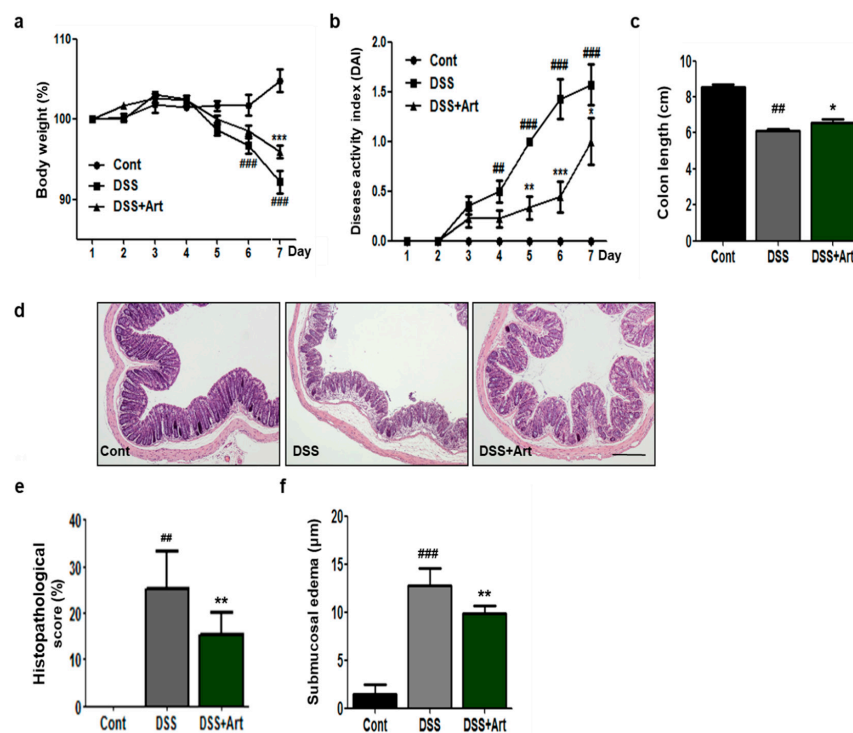 a
110
100
90
Body weight (%)
Cont
DSS
DSS+Art
***
###
###
1 2 3 4 5 6 7 Day
b
2.0
1.5
1.0
0.5
0.0
Disease activity index (DAI)
Cont
DSS
DSS+Art
##
###
###
###
**
***
*
1 2 3 4 5 6 7 Day
c
10
8
6
4
2
0
Colon length (cm)
##
*
Cont DSS DSS+Art
d
Cont
DSS
DSS+Art
e
40
30
20
10
0
Histopathological
score (%)
##
**
Cont DSS DSS+Art
f
20
15
10
5
0
Submucosal edema (μm)
###
**
Cont DSS DSS+Art